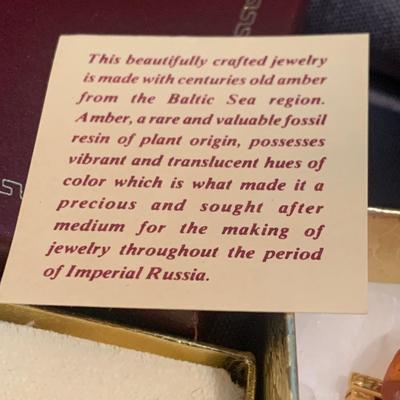 This beautifully crafted jewelry
is made with centuries old amber
from the Baltic Sea region.
Amber, a rare and valuable fossil
resin of plant origin, possesses
vibrant and translucent hues of
color which is what made it a
precious and sought after
medium for the making of
jewelry throughout the period
of Imperial Russia.